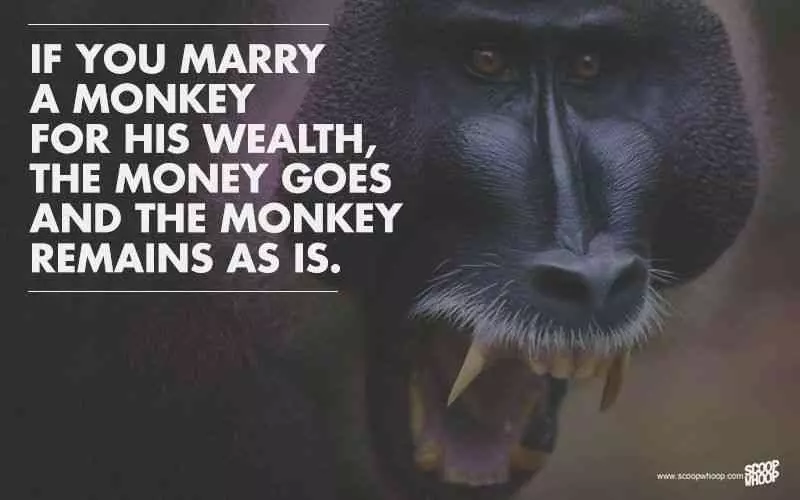 IF YOU MARRY
A MONKEY
FOR HIS WEALTH,
THE MONEY GOES
AND THE MONKEY
REMAINS AS IS.
www.scoopwhoop.com
SCOOP
WHOOP